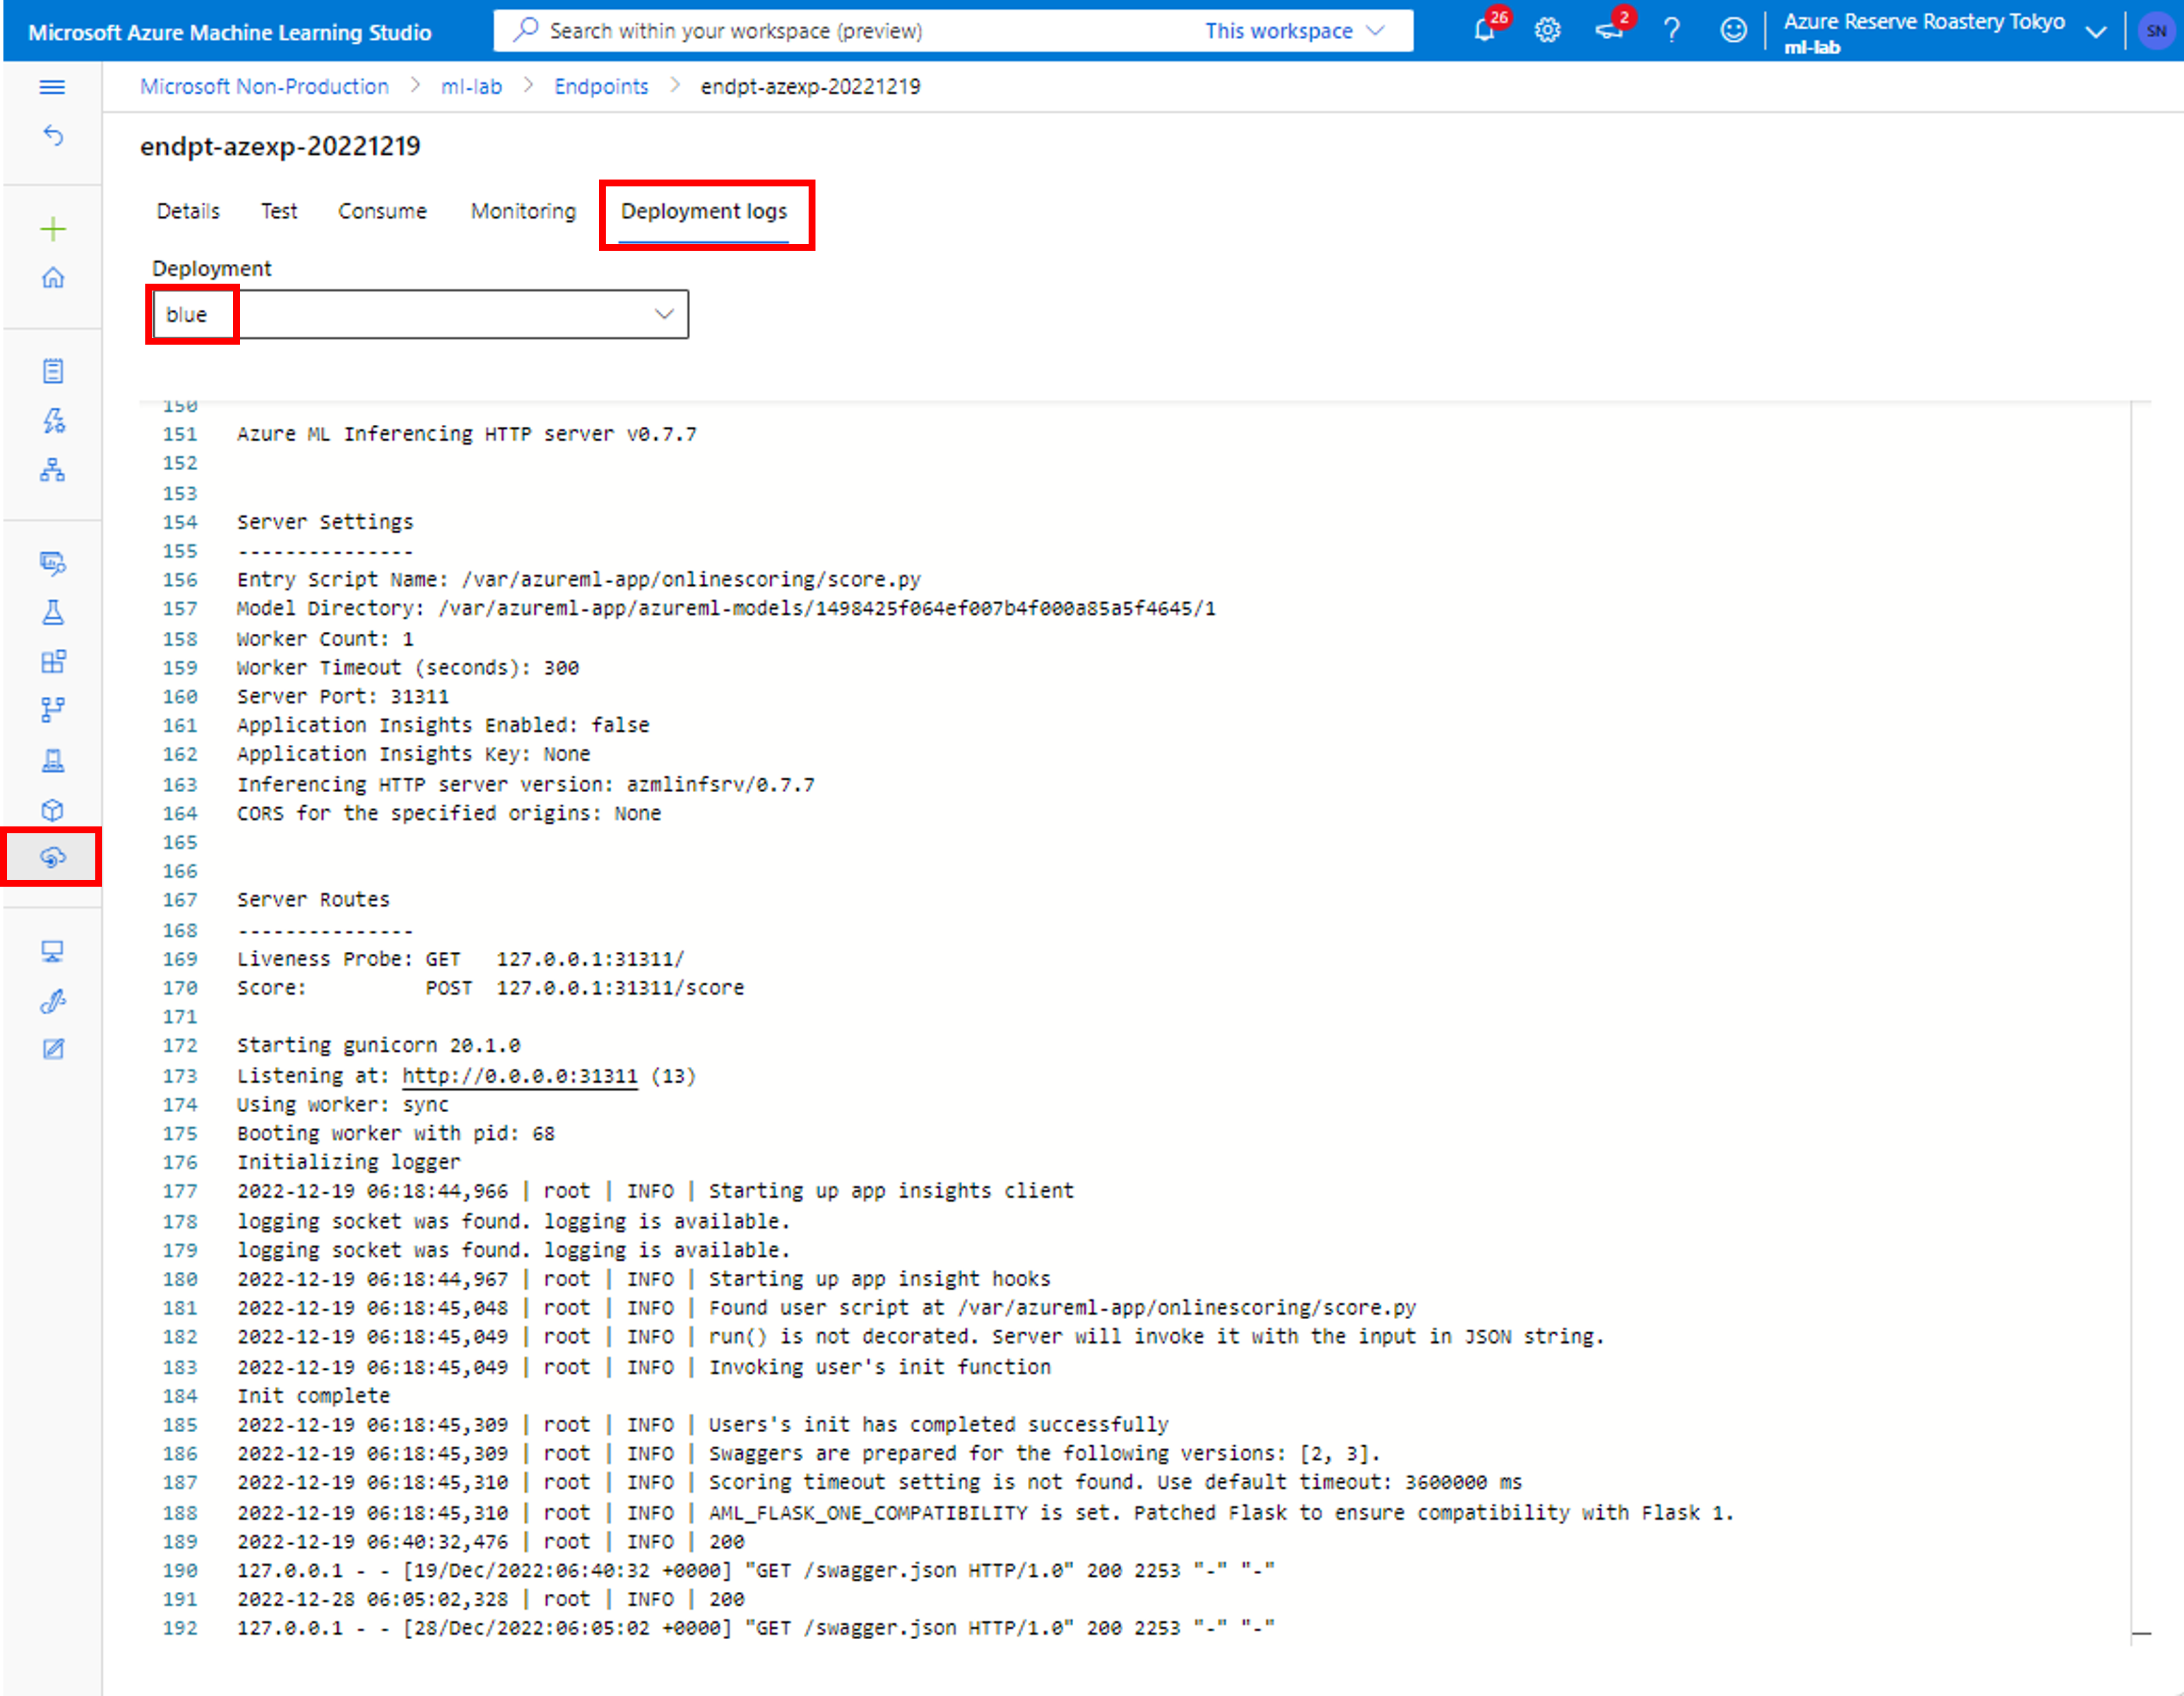 Microsoft Azure Machine Learning Studio
Search within your workspace (preview)
This workspace
26
2
Azure Reserve Roastery Tokyo
ml-lab
SN
Microsoft Non-Production > ml-lab > Endpoints > endpt-azexp-20221219
endpt-azexp-20221219
Details Test Consume Monitoring Deployment logs
Deployment
blue
150
151 Azure ML Inferencing HTTP server v0.7.7
152
153
154 Server Settings
155 ---------------
156 Entry Script Name: /var/azureml-app/onlinescoring/score.py
157 Model Directory: /var/azureml-app/azureml-models/1498425f064ef007b4f000a85a5f4645/1
158 Worker Count: 1
159 Worker Timeout (seconds): 300
160 Server Port: 31311
161 Application Insights Enabled: false
162 Application Insights Key: None
163 Inferencing HTTP server version: azmlinfsrv/0.7.7
164 CORS for the specified origins: None
165
166
167 Server Routes
168 ---------------
169 Liveness Probe: GET   127.0.0.1:31311/
170 Score:          POST  127.0.0.1:31311/score
171
172 Starting gunicorn 20.1.0
173 Listening at: http://0.0.0.0:31311 (13)
174 Using worker: sync
175 Booting worker with pid: 68
176 Initializing logger
177 2022-12-19 06:18:44,966 | root | INFO | Starting up app insights client
178 logging socket was found. logging is available.
179 logging socket was found. logging is available.
180 2022-12-19 06:18:44,967 | root | INFO | Starting up app insight hooks
181 2022-12-19 06:18:45,048 | root | INFO | Found user script at /var/azureml-app/onlinescoring/score.py
182 2022-12-19 06:18:45,049 | root | INFO | run() is not decorated. Server will invoke it with the input in JSON string.
183 2022-12-19 06:18:45,049 | root | INFO | Invoking user's init function
184 Init complete
185 2022-12-19 06:18:45,309 | root | INFO | Users's init has completed successfully
186 2022-12-19 06:18:45,309 | root | INFO | Swaggers are prepared for the following versions: [2, 3].
187 2022-12-19 06:18:45,310 | root | INFO | Scoring timeout setting is not found. Use default timeout: 3600000 ms
188 2022-12-19 06:18:45,310 | root | INFO | AML_FLASK_ONE_COMPATIBILITY is set. Patched Flask to ensure compatibility with Flask 1.
189 2022-12-19 06:40:32,476 | root | INFO | 200
190 127.0.0.1 - - [19/Dec/2022:06:40:32 +0000] "GET /swagger.json HTTP/1.0" 200 2253 "-" "-"
191 2022-12-28 06:05:02,328 | root | INFO | 200
192 127.0.0.1 - - [28/Dec/2022:06:05:02 +0000] "GET /swagger.json HTTP/1.0" 200 2253 "-" "-"